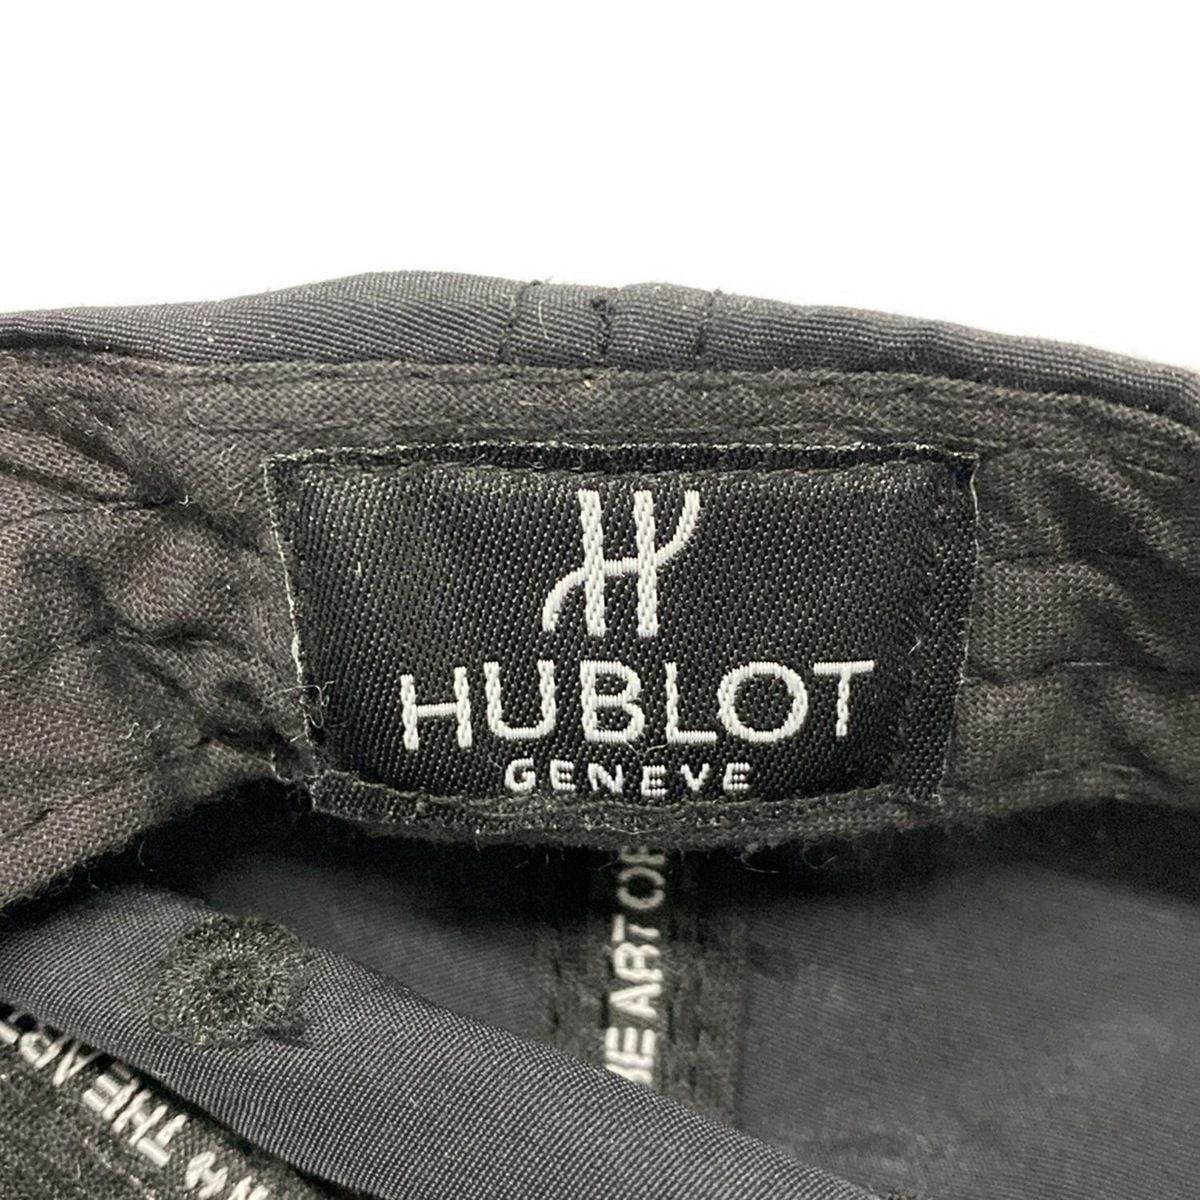 H
HUBLOT
GENEVE
THE ART OF
THE ART